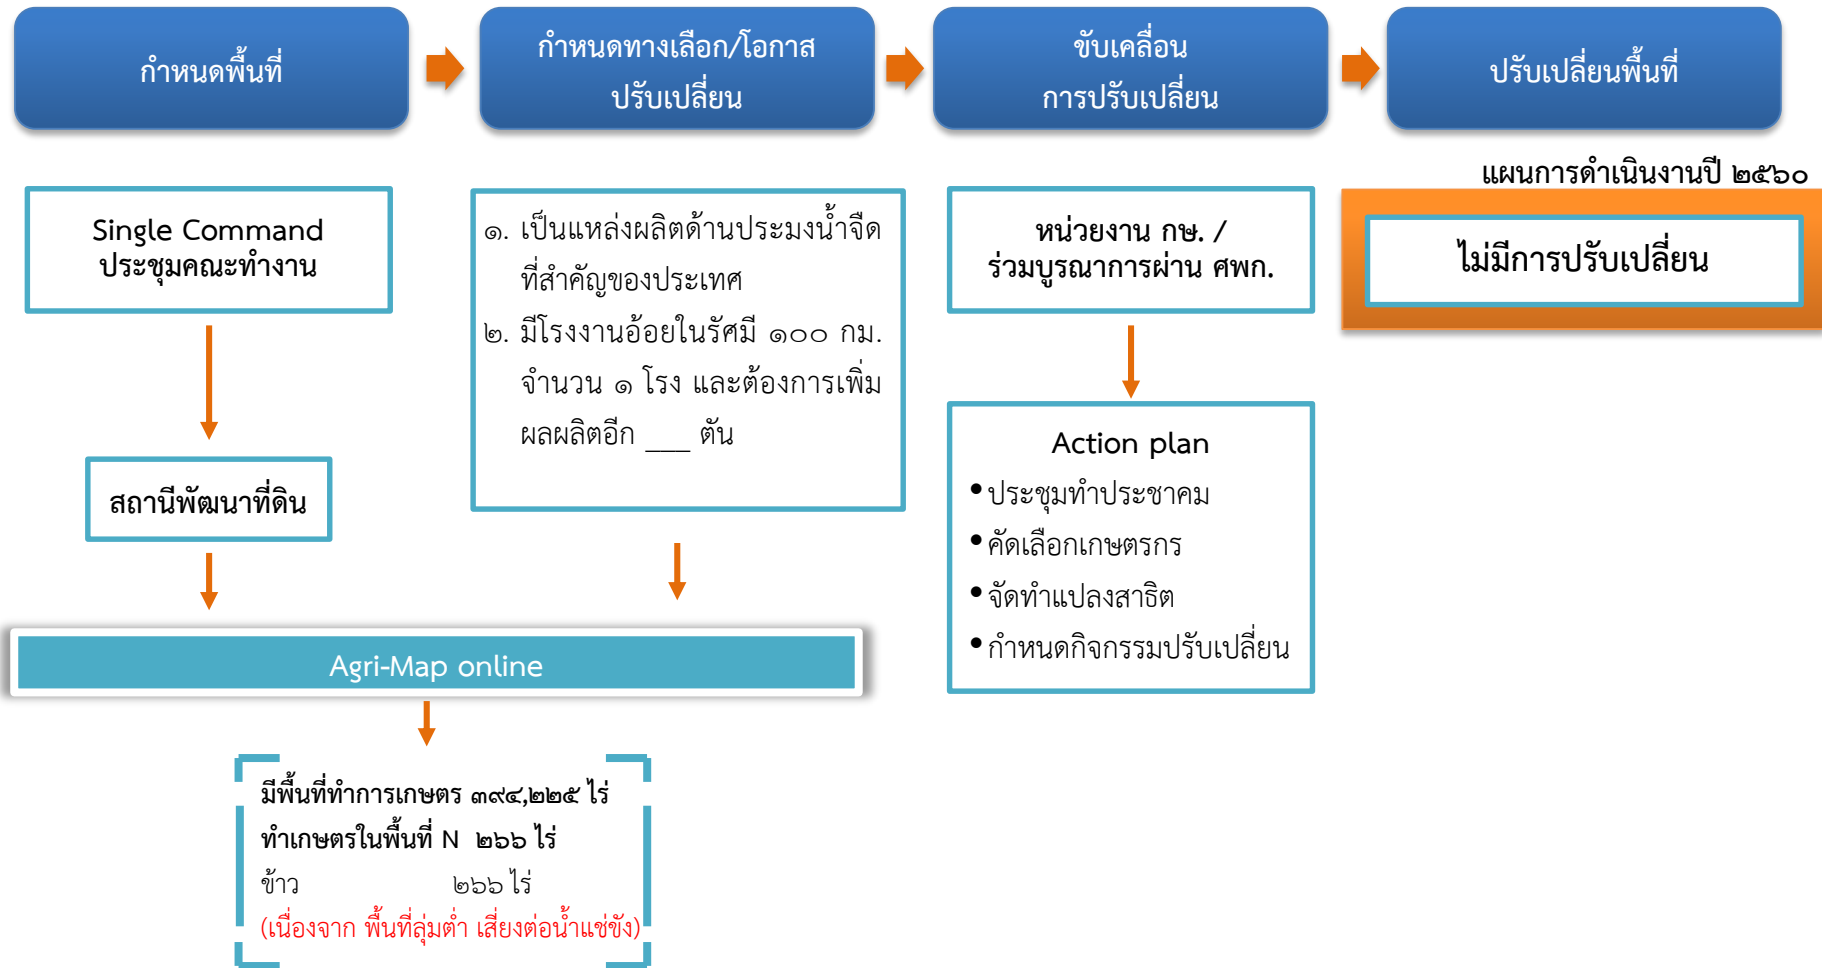 กำหนดพื้นที่
กำหนดทางเลือก/โอกาส
ปรับเปลี่ยน
ขับเคลื่อน
การปรับเปลี่ยน
ปรับเปลี่ยนพื้นที่
Single Command
ประชุมคณะทำงาน
สถานีพัฒนาที่ดิน
๑. เป็นแหล่งผลิตด้านประมงน้ำจืด
ที่สำคัญของประเทศ
๒. มีโรงงานอ้อยในรัศมี ๑๐๐ กม.
จำนวน ๑ โรง และต้องการเพิ่ม
ผลผลิตอีก ___ ตัน
หน่วยงาน กษ. /
ร่วมบูรณาการผ่าน ศพก.
Action plan
• ประชุมทำประชาคม
• คัดเลือกเกษตรกร
• จัดทำแปลงสาธิต
• กำหนดกิจกรรมปรับเปลี่ยน
แผนการดำเนินงานปี ๒๕๖๐
ไม่มีการปรับเปลี่ยน
Agri-Map online
มีพื้นที่ทำการเกษตร ๓๙๔,๒๒๕ ไร่
ทำเกษตรในพื้นที่ N ๒๖๖ ไร่
ข้าว ๒๖๖ ไร่
(เนื่องจาก พื้นที่ลุ่มต่ำ เสี่ยงต่อน้ำแช่ขัง)